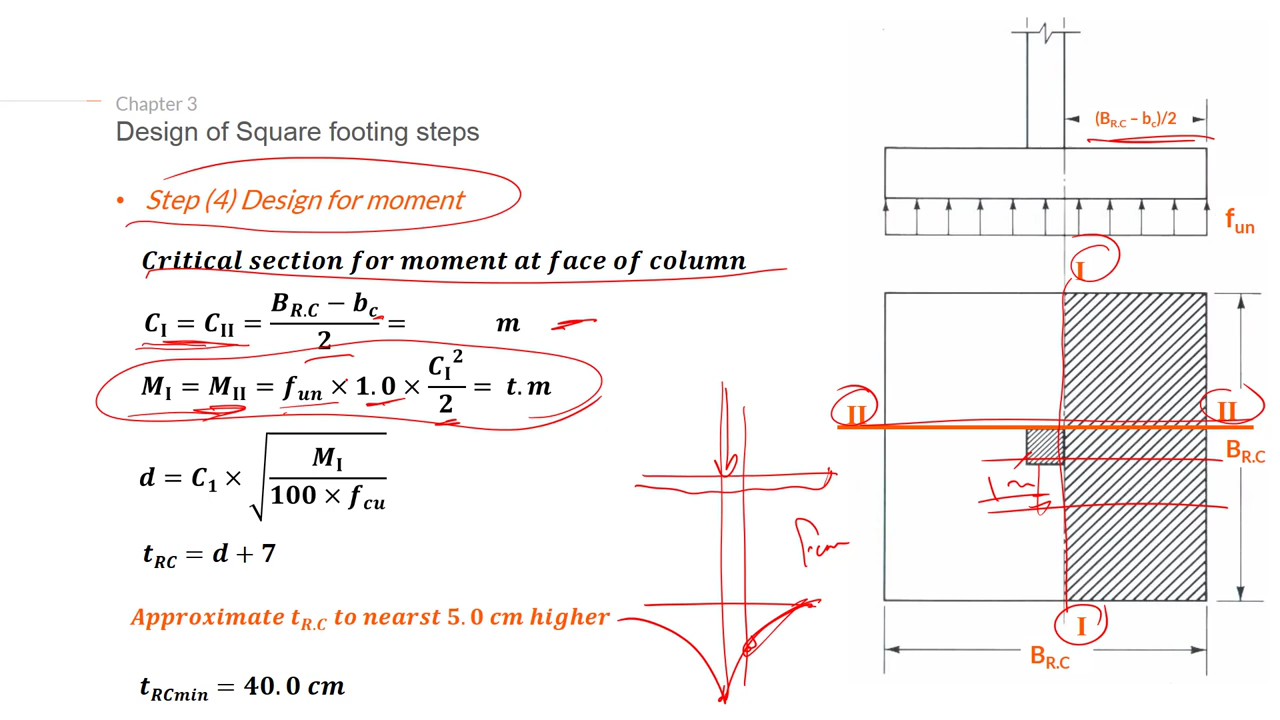 Chapter 3
Design of Square footing steps
• Step (4) Design for moment
Critical section for moment at face of column
C_I = C_II = (B_R.C − b_c)/2 = m
M_I = M_II = f_un × 1.0 × C_I²/2 = t.m
d = C_1 × √(M_I/(100 × f_cu))
t_RC = d + 7
Approximate t_R.C to nearst 5.0 cm higher
t_RCmin = 40.0 cm
(B_R.C – b_c)/2
f_un
I
II
II
B_R.C
1m
I
B_R.C